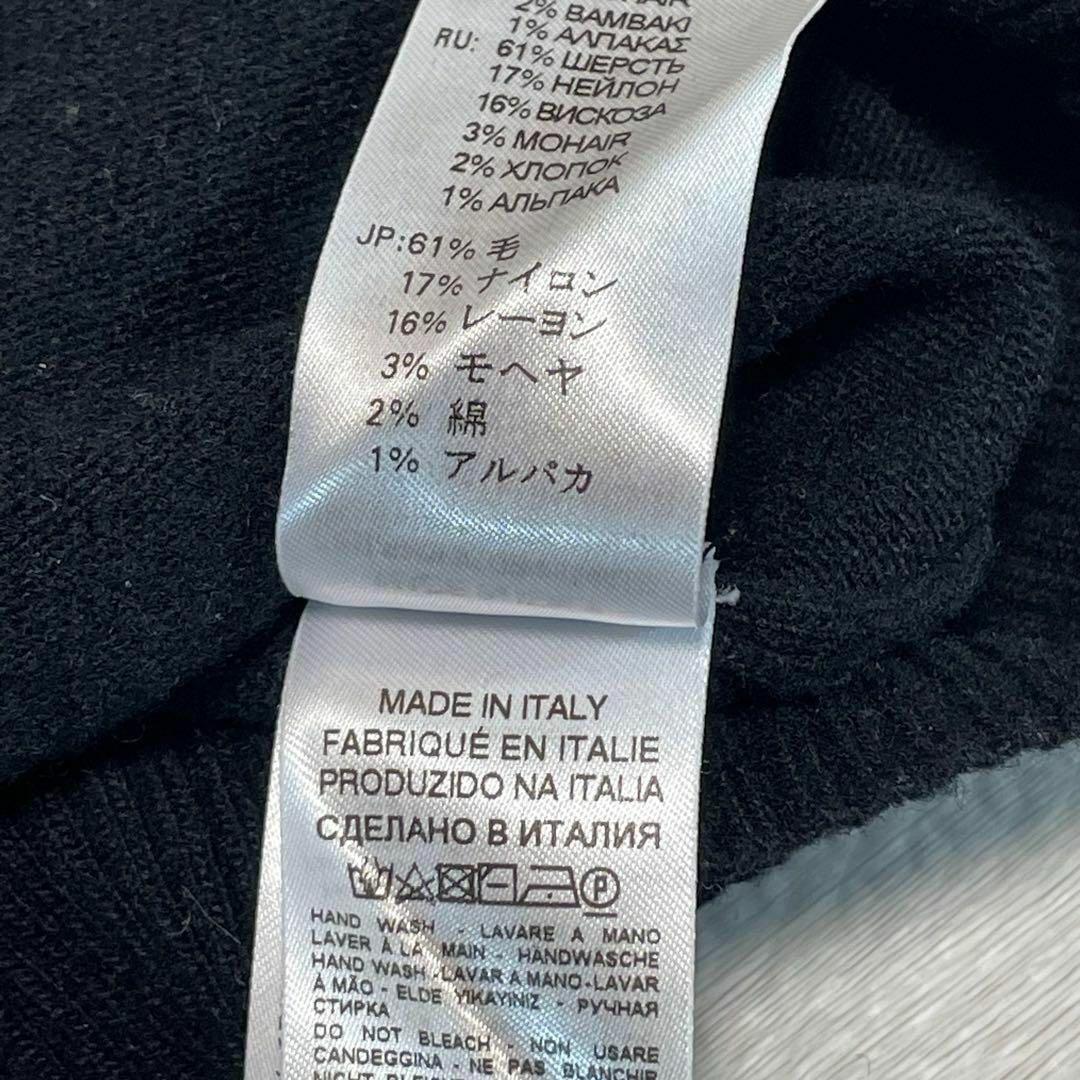 2% BAMBAKI
1% ΑΛΠΑΚΑΣ
RU: 61% ШЕРСТЬ
17% НЕЙЛОН
16% ВИСКОЗА
3% MOHAIR
2% ХЛОПОК
1% АЛЬПАКА
JP:61% 毛
17% ナイロン
16% レーヨン
3% モヘヤ
2% 綿
1% アルパカ
MADE IN ITALY
FABRIQUÉ EN ITALIE
PRODUZIDO NA ITALIA
СДЕЛАНО В ИТАЛИЯ
P
HAND WASH - LAVARE A MANO
LAVER À LA MAIN - HÄNDWASCHE
HAND WASH - LAVAR A MANO - LAVAR
À MÃO - ELDE YIKAYINIZ - РУЧНАЯ
СТИРКА
DO NOT BLEACH - NON USARE
CANDEGGINA - NE PAS BLANCHIR